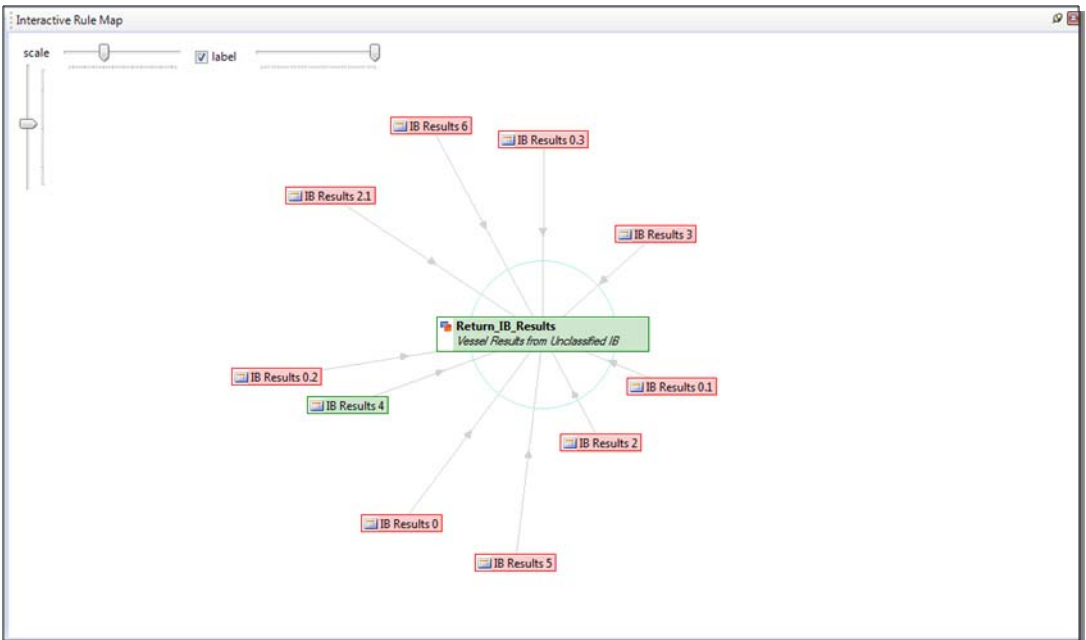 Interactive Rule Map
scale
label
IB Results 6
IB Results 0.3
IB Results 2.1
IB Results 3
Return_IB_Results
Vessel Results from Unclassified IB
IB Results 0.2
IB Results 0.1
IB Results 4
IB Results 2
IB Results 0
IB Results 5